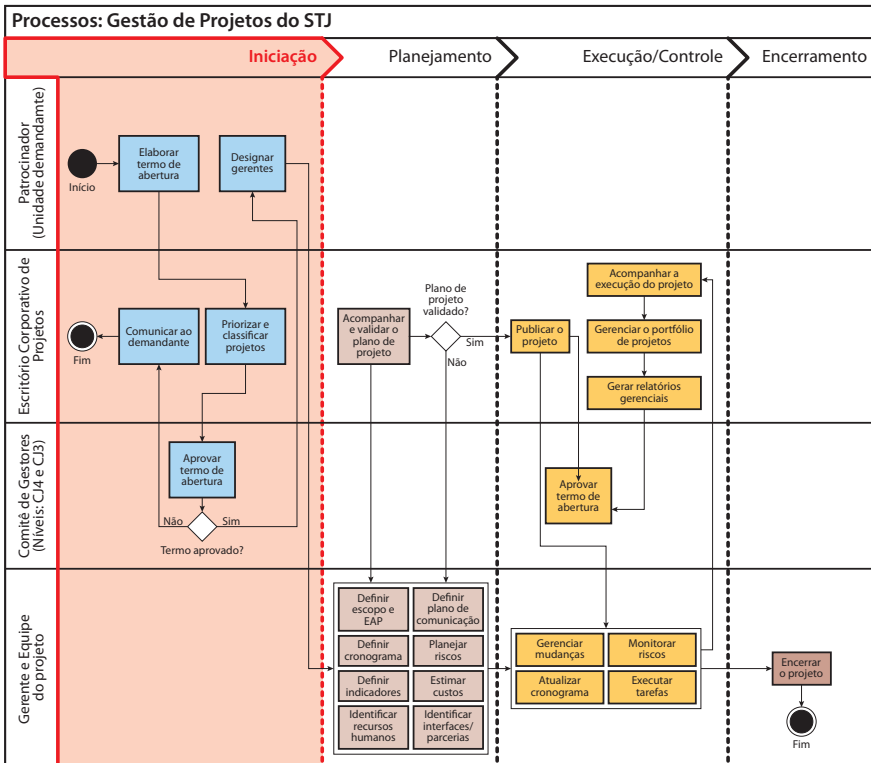 Processos: Gestão de Projetos do STJ
Iniciação
Planejamento
Execução/Controle
Encerramento
Patrocinador
(Unidade demandamte)
Início
Elaborar
termo de
abertura
Designar
gerentes
Escritório Corporativo de
Projetos
Fim
Comunicar ao
demandante
Priorizar e
classificar
projetos
Acompanhar
e validar o
plano de
projeto
Plano de
projeto
validado?
Sim
Não
Publicar o
projeto
Acompanhar a
execução do projeto
Gerenciar o portfólio
de projetos
Gerar relatórios
gerenciais
Comitê de Gestores
(Níveis: CJ4 e CJ3)
Aprovar
termo de
abertura
Não
Sim
Termo aprovado?
Aprovar
termo de
abertura
Gerente e Equipe
do projeto
Definir
escopo e
EAP
Definir
plano de
comunicação
Definir
cronograma
Planejar
riscos
Definir
indicadores
Estimar
custos
Identificar
recursos
humanos
Identificar
interfaces/
parcerias
Gerenciar
mudanças
Monitorar
riscos
Atualizar
cronograma
Executar
tarefas
Encerrar
o projeto
Fim